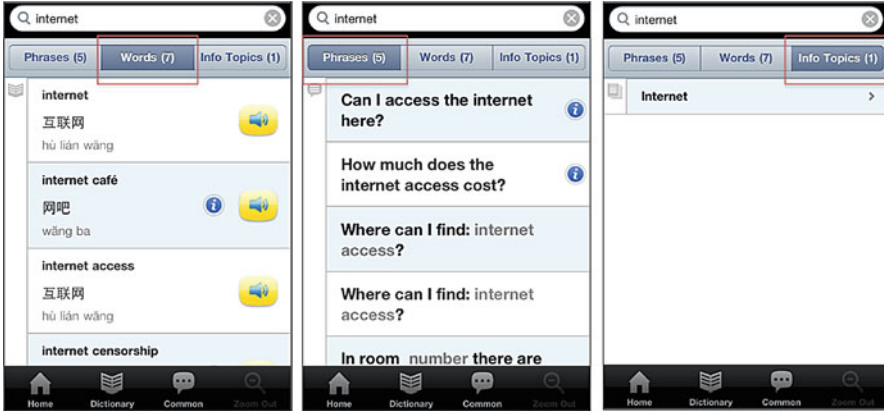 internet
Phrases (5) Words (7) Info Topics (1)
internet
互联网
hù lián wǎng
internet café
网吧
wǎng ba
internet access
互联网
hù lián wǎng
internet censorship
Home Dictionary Common Zoom Out
internet
Phrases (5) Words (7) Info Topics (1)
Can I access the internet
here?
How much does the
internet access cost?
Where can I find: internet
access?
Where can I find: internet
access?
In room number there are
Home Dictionary Common Zoom Out
internet
Phrases (5) Words (7) Info Topics (1)
Internet
Home Dictionary Common Zoom Out